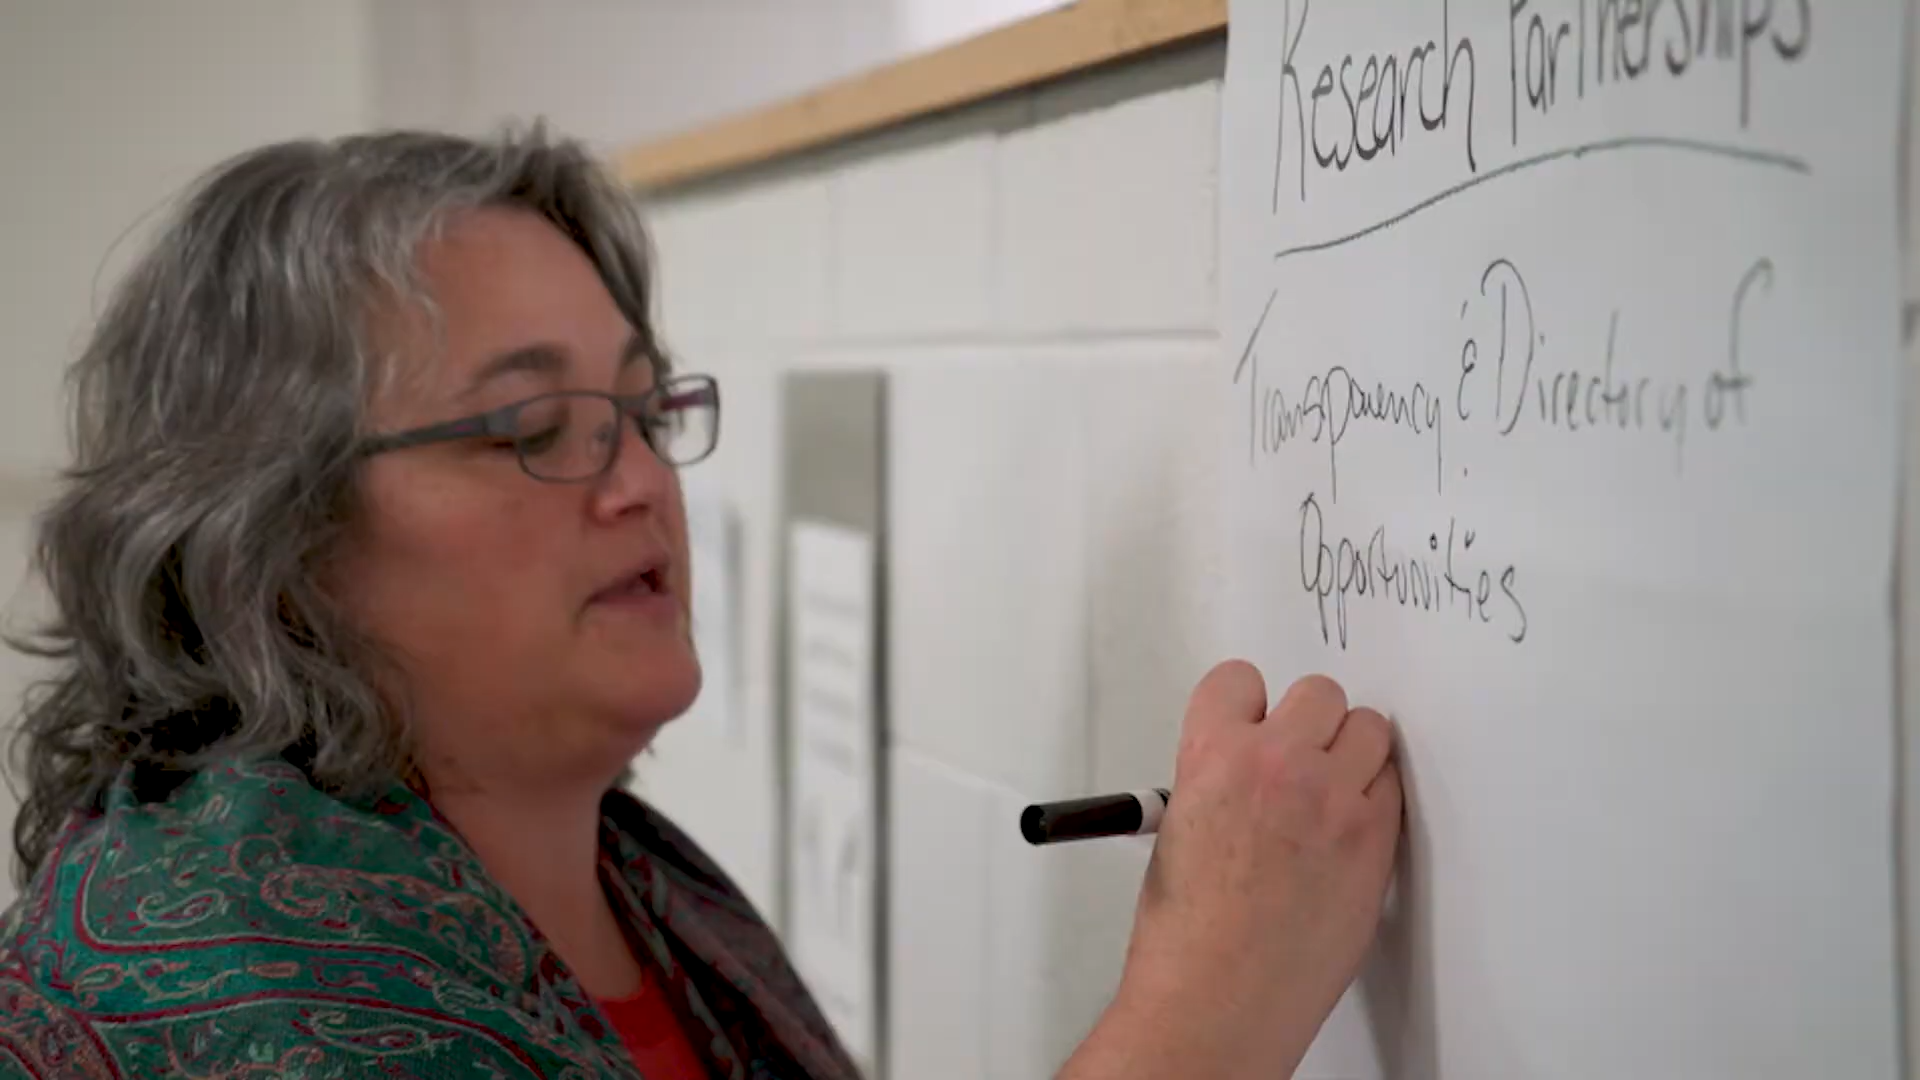 Research Partnerships
Transparency & Directory of
Opportunities